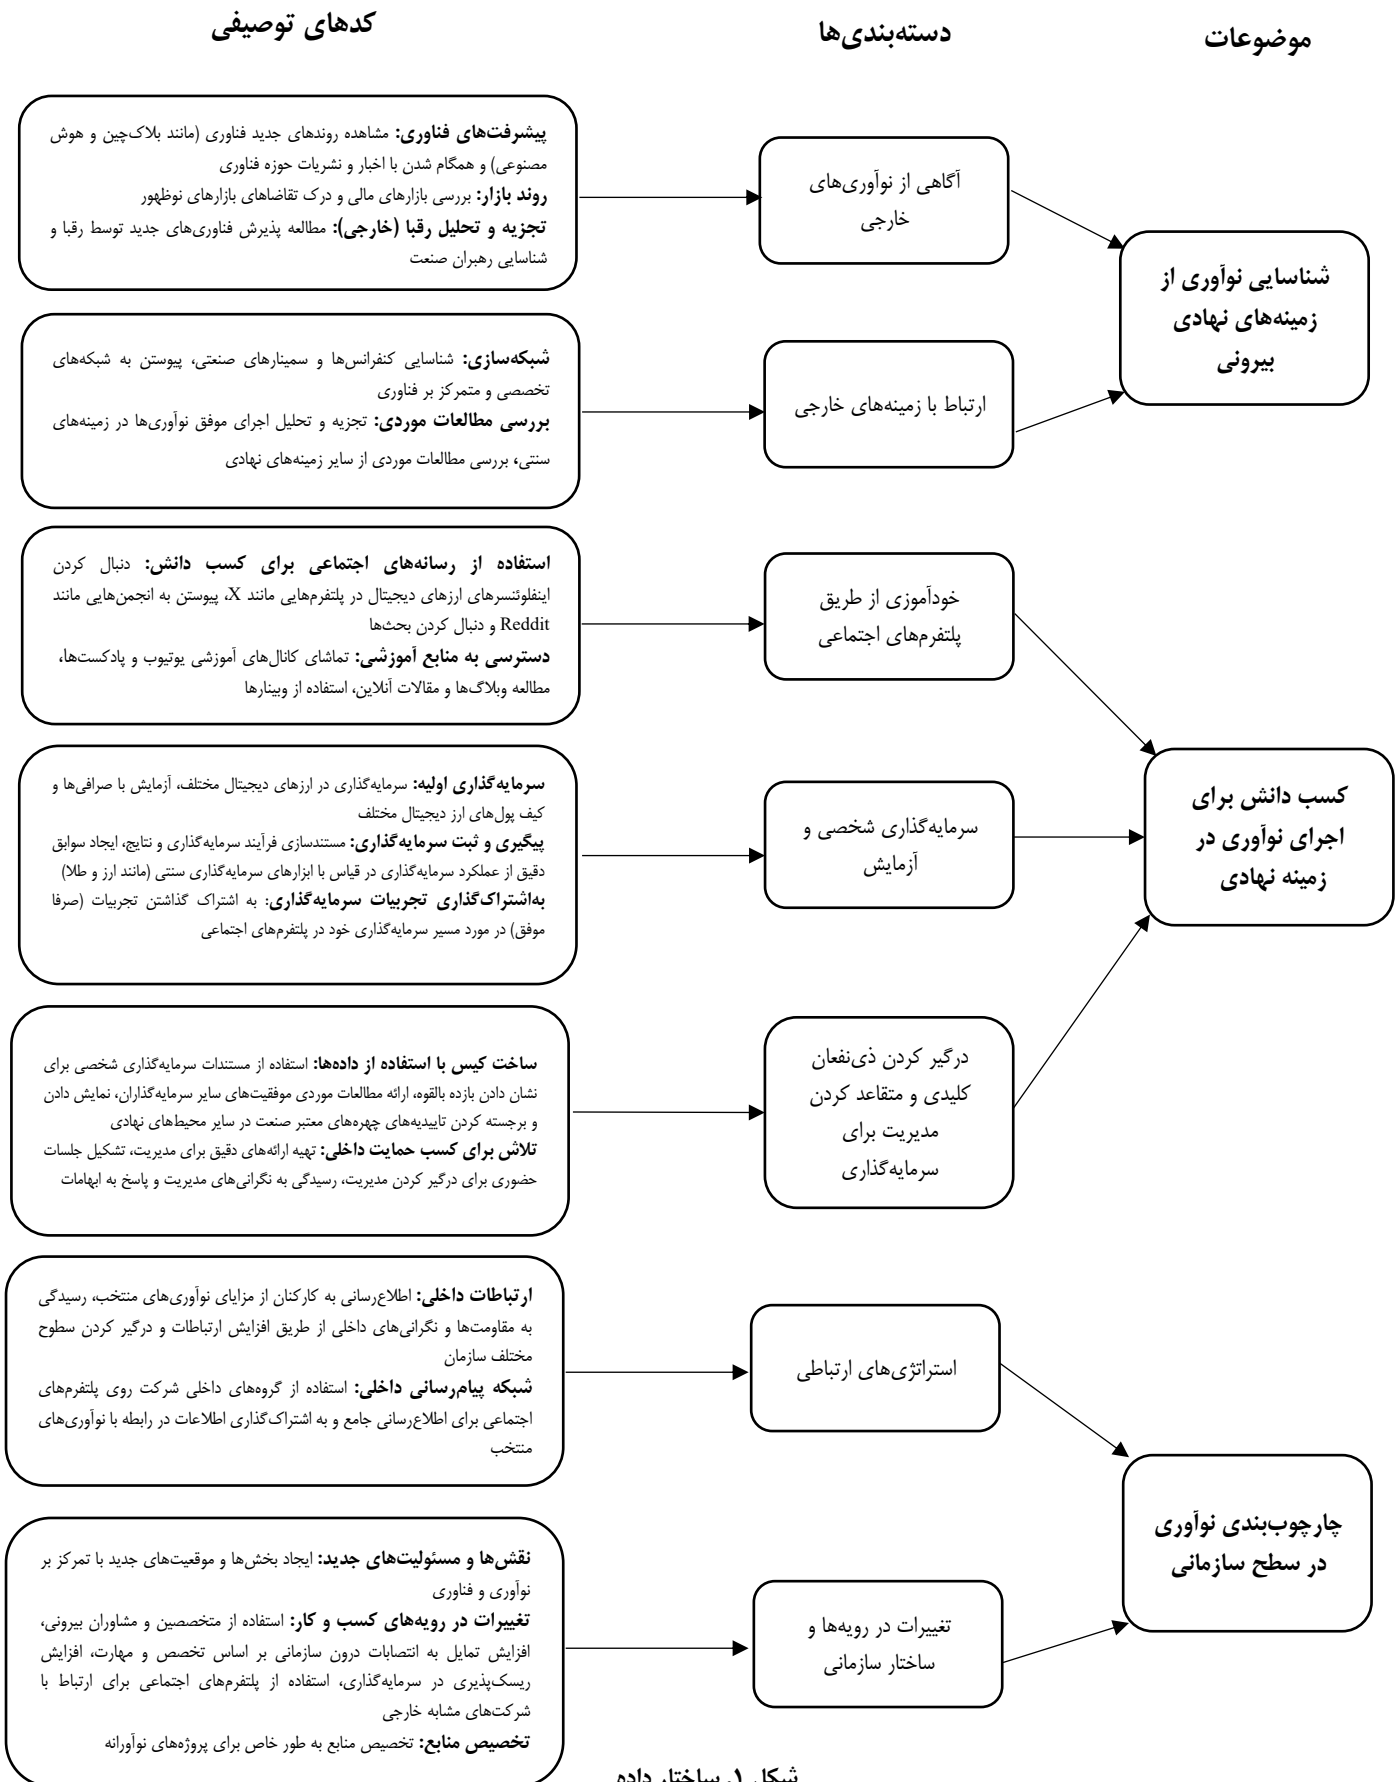 موضوعات
دسته‌بندی‌ها
کدهای توصیفی
پیشرفت‌های فناوری: مشاهده روندهای جدید فناوری (مانند بلاک‌چین و هوش
مصنوعی) و همگام شدن با اخبار و نشریات حوزه فناوری
روند بازار: بررسی بازارهای مالی و درک تقاضاهای بازارهای نوظهور
تجزیه و تحلیل رقبا (خارجی): مطالعه پذیرش فناوری‌های جدید توسط رقبا و
شناسایی رهبران صنعت
آگاهی از نوآوری‌های
خارجی
شناسایی نوآوری از
زمینه‌های نهادی
بیرونی
شبکه‌سازی: شناسایی کنفرانس‌ها و سمینارهای صنعتی، پیوستن به شبکه‌های
تخصصی و متمرکز بر فناوری
بررسی مطالعات موردی: تجزیه و تحلیل اجرای موفق نوآوری‌ها در زمینه‌های
سنتی، بررسی مطالعات موردی از سایر زمینه‌های نهادی
ارتباط با زمینه‌های خارجی
استفاده از رسانه‌های اجتماعی برای کسب دانش: دنبال کردن
اینفلوئنسرهای ارزهای دیجیتال در پلتفرم‌هایی مانند X، پیوستن به انجمن‌هایی مانند
Reddit و دنبال کردن بحث‌ها
دسترسی به منابع آموزشی: تماشای کانال‌های آموزشی یوتیوب و پادکست‌ها،
مطالعه وبلاگ‌ها و مقالات آنلاین، استفاده از وبینارها
خودآموزی از طریق
پلتفرم‌های اجتماعی
سرمایه‌گذاری اولیه: سرمایه‌گذاری در ارزهای دیجیتال مختلف، آزمایش با صرافی‌ها و
کیف پول‌های ارز دیجیتال مختلف
پیگیری و ثبت سرمایه‌گذاری: مستندسازی فرآیند سرمایه‌گذاری و نتایج، ایجاد سوابق
دقیق از عملکرد سرمایه‌گذاری در قیاس با ابزارهای سرمایه‌گذاری سنتی (مانند ارز و طلا)
به‌اشتراک‌گذاری تجربیات سرمایه‌گذاری: به اشتراک گذاشتن تجربیات (صرفا
موفق) در مورد مسیر سرمایه‌گذاری خود در پلتفرم‌های اجتماعی
سرمایه‌گذاری شخصی و
آزمایش
کسب دانش برای
اجرای نوآوری در
زمینه نهادی
ساخت کیس با استفاده از داده‌ها: استفاده از مستندات سرمایه‌گذاری شخصی برای
نشان دادن بازده بالقوه، ارائه مطالعات موردی موفقیت‌های سایر سرمایه‌گذاران، نمایش دادن
و برجسته کردن تاییدیه‌های چهره‌های معتبر صنعت در سایر محیط‌های نهادی
تلاش برای کسب حمایت داخلی: تهیه ارائه‌های دقیق برای مدیریت، تشکیل جلسات
حضوری برای درگیر کردن مدیریت، رسیدگی به نگرانی‌های مدیریت و پاسخ به ابهامات
درگیر کردن ذی‌نفعان
کلیدی و متقاعد کردن
مدیریت برای
سرمایه‌گذاری
ارتباطات داخلی: اطلاع‌رسانی به کارکنان از مزایای نوآوری‌های منتخب، رسیدگی
به مقاومت‌ها و نگرانی‌های داخلی از طریق افزایش ارتباطات و درگیر کردن سطوح
مختلف سازمان
شبکه پیام‌رسانی داخلی: استفاده از گروه‌های داخلی شرکت روی پلتفرم‌های
اجتماعی برای اطلاع‌رسانی جامع و به اشتراک‌گذاری اطلاعات در رابطه با نوآوری‌های
منتخب
استراتژی‌های ارتباطی
چارچوب‌بندی نوآوری
در سطح سازمانی
نقش‌ها و مسئولیت‌های جدید: ایجاد بخش‌ها و موقعیت‌های جدید با تمرکز بر
نوآوری و فناوری
تغییرات در رویه‌های کسب و کار: استفاده از متخصصین و مشاوران بیرونی،
افزایش تمایل به انتصابات درون سازمانی بر اساس تخصص و مهارت، افزایش
ریسک‌پذیری در سرمایه‌گذاری، استفاده از پلتفرم‌های اجتماعی برای ارتباط با
شرکت‌های مشابه خارجی
تخصیص منابع: تخصیص منابع به طور خاص برای پروژه‌های نوآورانه
تغییرات در رویه‌ها و
ساختار سازمانی
شکل ۱. ساختار داده